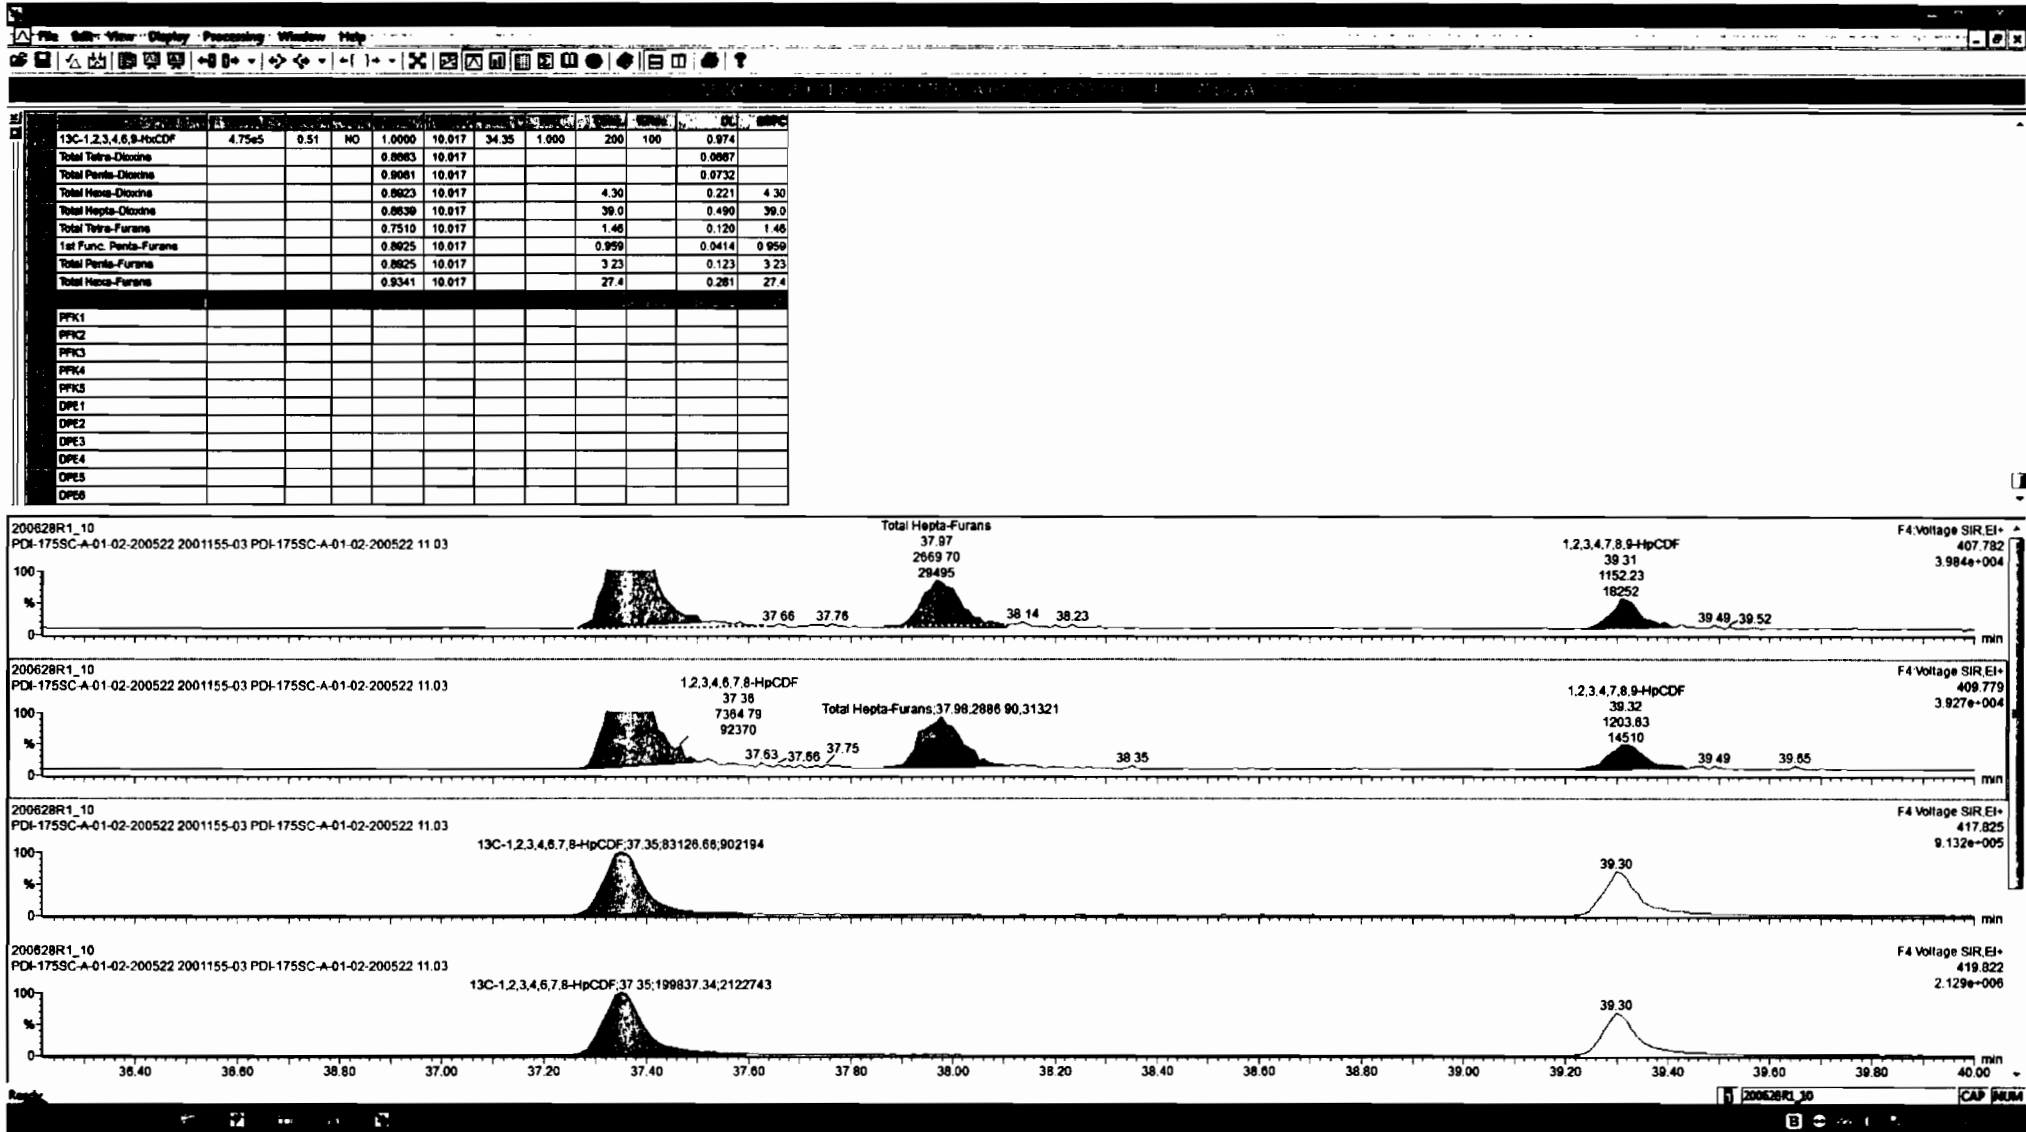 File Edit View Display Processing Window Help
DL EMPC
13C-1,2,3,4,6,9-HxCDF 4.75e5 0.51 NO 1.0000 10.017 34.35 1.000 200 100 0.974
Total Tetra-Dioxins 0.8663 10.017 0.0887
Total Penta-Dioxins 0.9061 10.017 0.0732
Total Hexa-Dioxins 0.8923 10.017 4.30 0.221 4 30
Total Hepta-Dioxins 0.8639 10.017 39.0 0.490 39.0
Total Tetra-Furans 0.7510 10.017 1.46 0.120 1.46
1st Func. Penta-Furans 0.8925 10.017 0.959 0.0414 0 959
Total Penta-Furans 0.8925 10.017 3 23 0.123 3 23
Total Hexa-Furans 0.9341 10.017 27.4 0.281 27.4
PFK1
PFK2
PFK3
PFK4
PFK5
DPE1
DPE2
DPE3
DPE4
DPE5
DPE6
200628R1_10
PDI-175SC-A-01-02-200522 2001155-03 PDI-175SC-A-01-02-200522 11 03
F4:Voltage SIR,EI+
407.782
3.984e+004
Total Hepta-Furans
37.97
2669 70
29495
1,2,3,4,7,8,9-HpCDF
39 31
1152.23
18252
37.66 37.76 38 14 38.23 39 49 39.52
100
%
0
min
200628R1_10
PDI-175SC-A-01-02-200522 2001155-03 PDI-175SC-A-01-02-200522 11.03
F4:Voltage SIR,EI+
409.779
3.927e+004
1,2,3,4,6,7,8-HpCDF
37 36
7364 79
92370
Total Hepta-Furans;37.98,2886 90,31321
1,2,3,4,7,8,9-HpCDF
39.32
1203.63
14510
37.63 37.66 37.75 38 35 39 49 39.65
100
%
0
min
200628R1_10
PDI-175SC-A-01-02-200522 2001155-03 PDI-175SC-A-01-02-200522 11.03
F4 Voltage SIR,EI+
417.825
9.132e+005
13C-1,2,3,4,6,7,8-HpCDF;37.35;83126.66;902194
39.30
100
%
0
min
200628R1_10
PDI-175SC-A-01-02-200522 2001155-03 PDI-175SC-A-01-02-200522 11.03
F4 Voltage SIR,EI+
419.822
2.129e+006
13C-1,2,3,4,6,7,8-HpCDF;37 35;199837.34;2122743
39.30
100
%
0
min
36.40 36.60 36.80 37.00 37.20 37.40 37.60 37 80 38.00 38.20 38.40 38.60 38.80 39.00 39.20 39.40 39.60 39.80 40.00
Ready
200628R1_10 CAP NUM